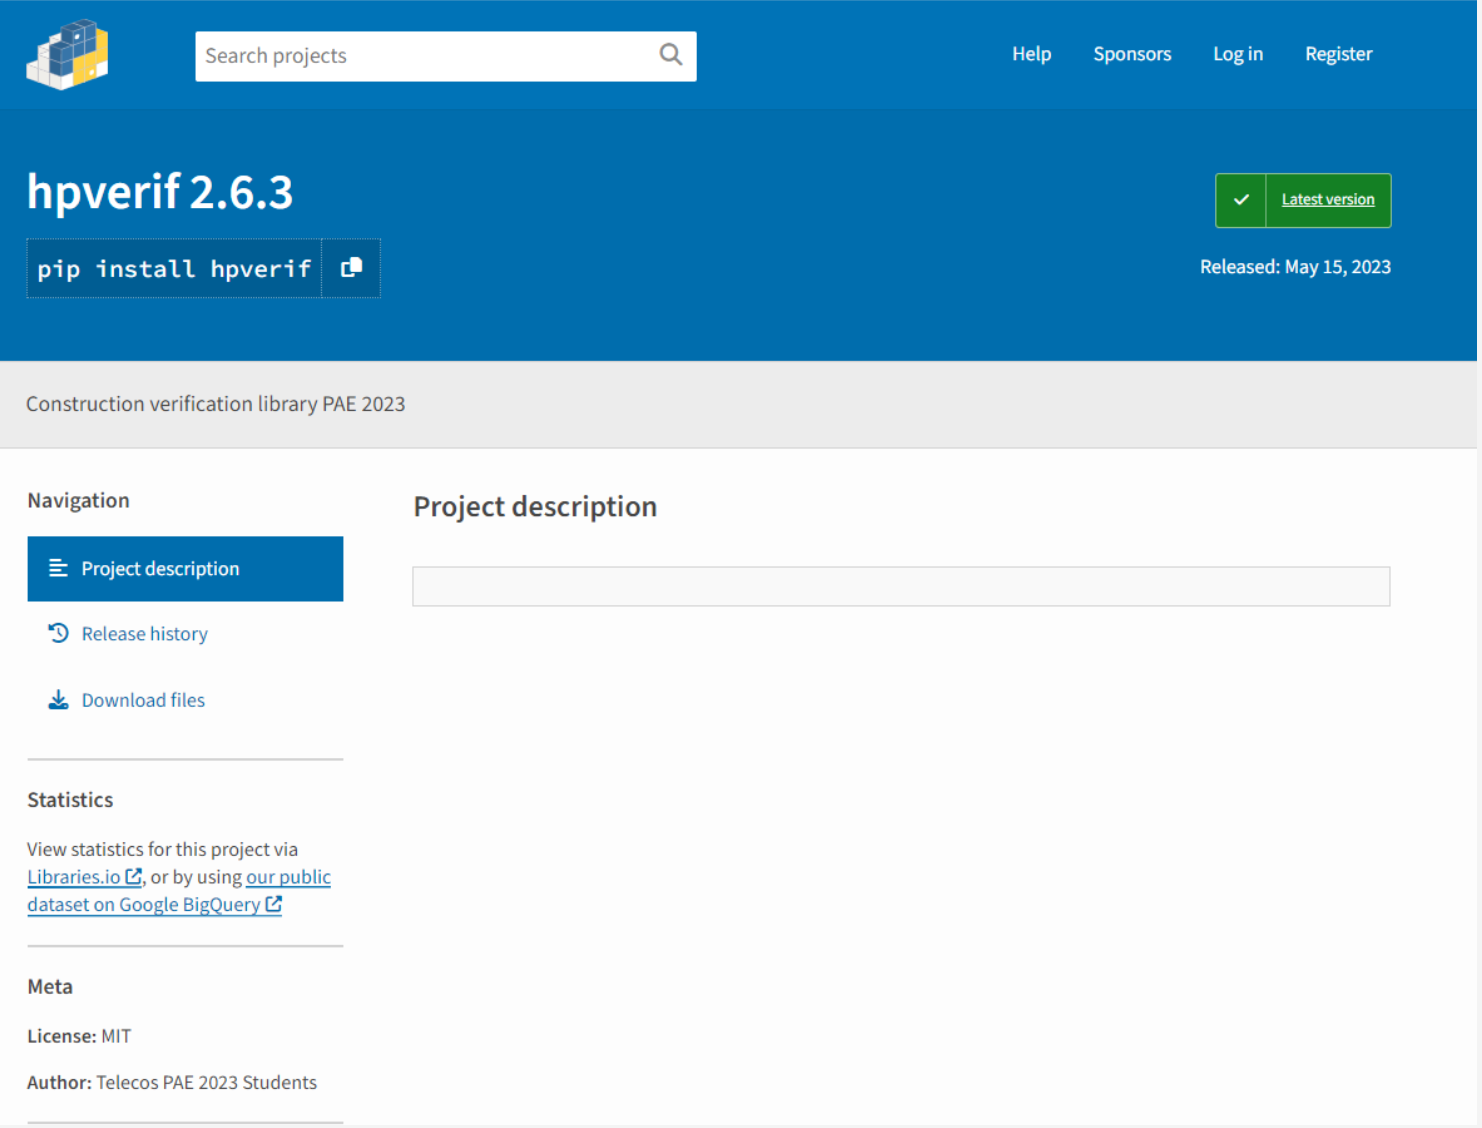 Search projects
Help
Sponsors
Log in
Register
hpverif 2.6.3
pip install hpverif
Latest version
Released: May 15, 2023
Construction verification library PAE 2023
Navigation
Project description
Release history
Download files
Statistics
View statistics for this project via
Libraries.io, or by using our public
dataset on Google BigQuery
Meta
License: MIT
Author: Telecos PAE 2023 Students
Project description